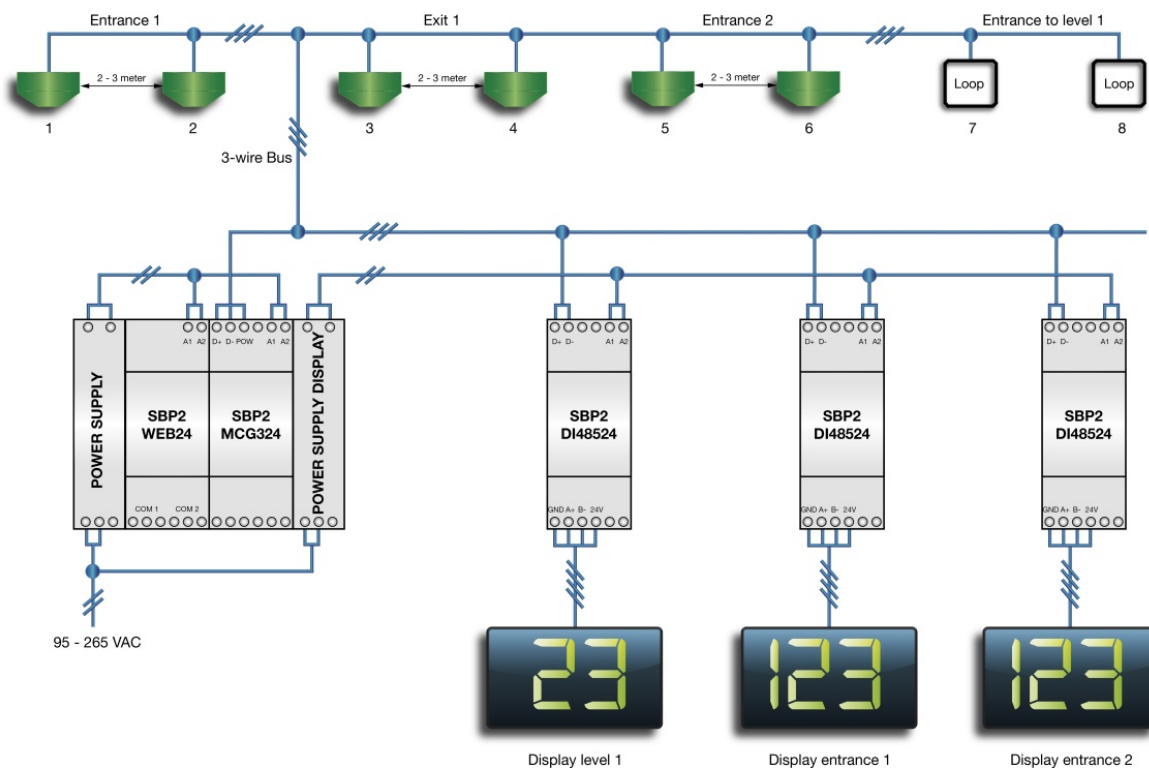 Entrance 1
Exit 1
Entrance 2
Entrance to level 1
2 - 3 meter
2 - 3 meter
2 - 3 meter
Loop
Loop
1
2
3
4
5
6
7
8
3-wire Bus
A1 A2
D+ D- POW A1 A2
D+ D- A1 A2
D+ D- A1 A2
D+ D- A1 A2
POWER SUPPLY
SBP2
WEB24
SBP2
MCG324
POWER SUPPLY DISPLAY
SBP2
DI48524
SBP2
DI48524
SBP2
DI48524
COM 1 COM 2
GND A+ B- 24V
GND A+ B- 24V
GND A+ B- 24V
95 - 265 VAC
23
123
123
Display level 1
Display entrance 1
Display entrance 2